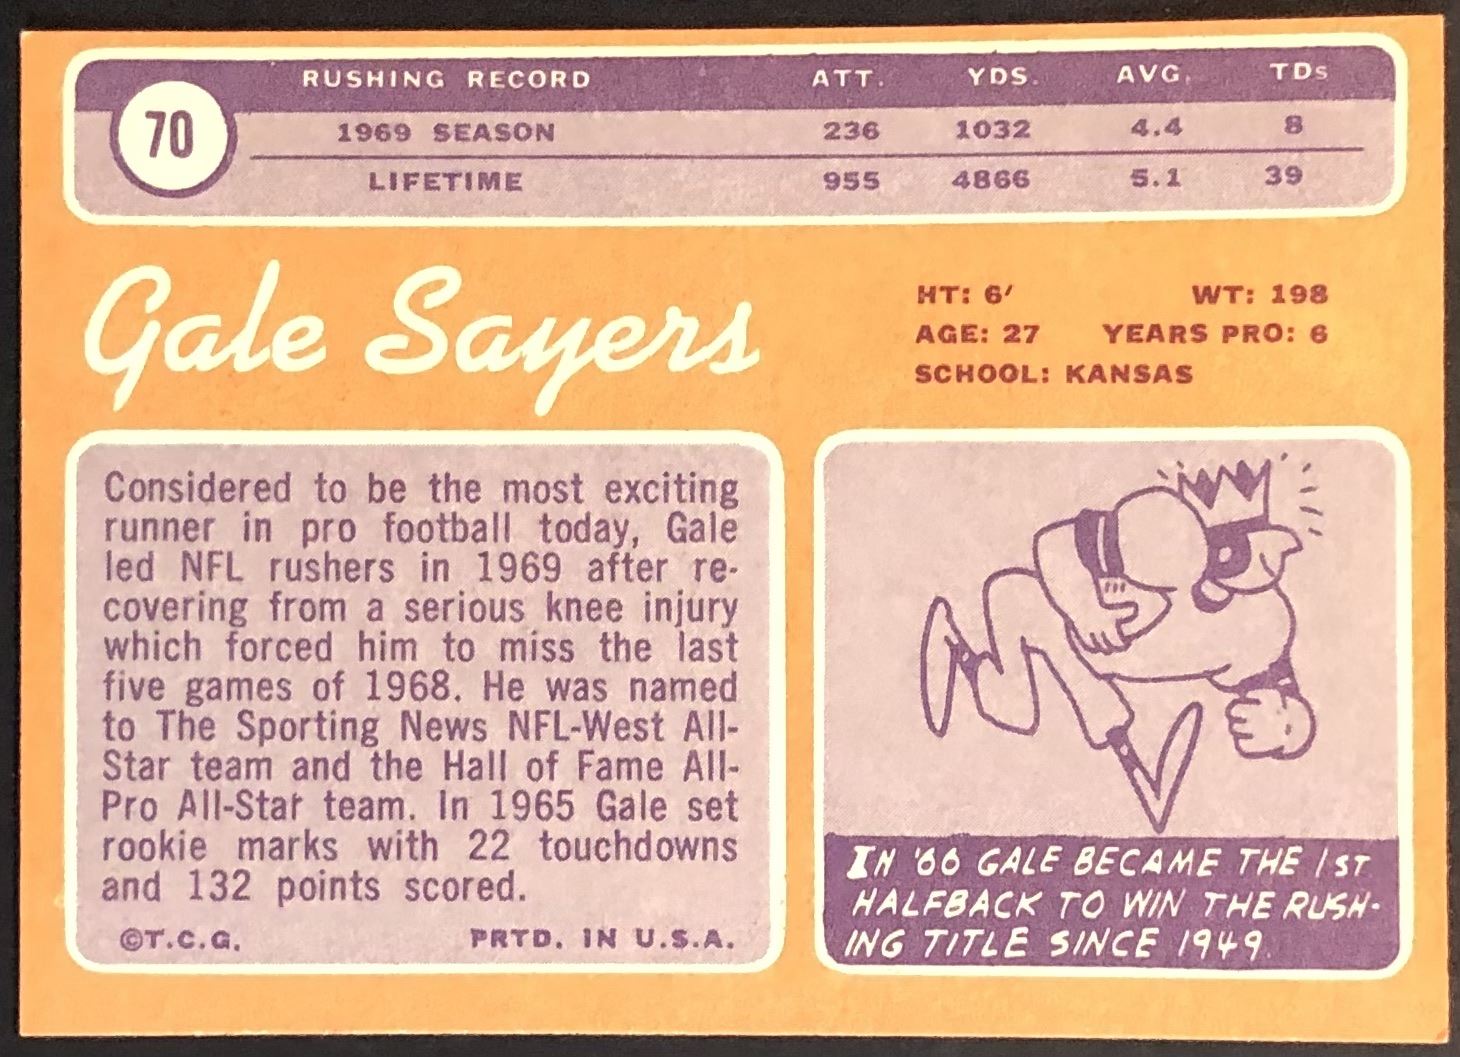 70
RUSHING RECORD ATT. YDS. AVG. TDs
1969 SEASON 236 1032 4.4 8
LIFETIME 955 4866 5.1 39
Gale Sayers
HT: 6′ WT: 198
AGE: 27 YEARS PRO: 6
SCHOOL: KANSAS
Considered to be the most exciting
runner in pro football today, Gale
led NFL rushers in 1969 after re-
covering from a serious knee injury
which forced him to miss the last
five games of 1968. He was named
to The Sporting News NFL-West All-
Star team and the Hall of Fame All-
Pro All-Star team. In 1965 Gale set
rookie marks with 22 touchdowns
and 132 points scored.
©T.C.G. PRTD. IN U.S.A.
IN '66 GALE BECAME THE 1ST
HALFBACK TO WIN THE RUSH-
ING TITLE SINCE 1949.